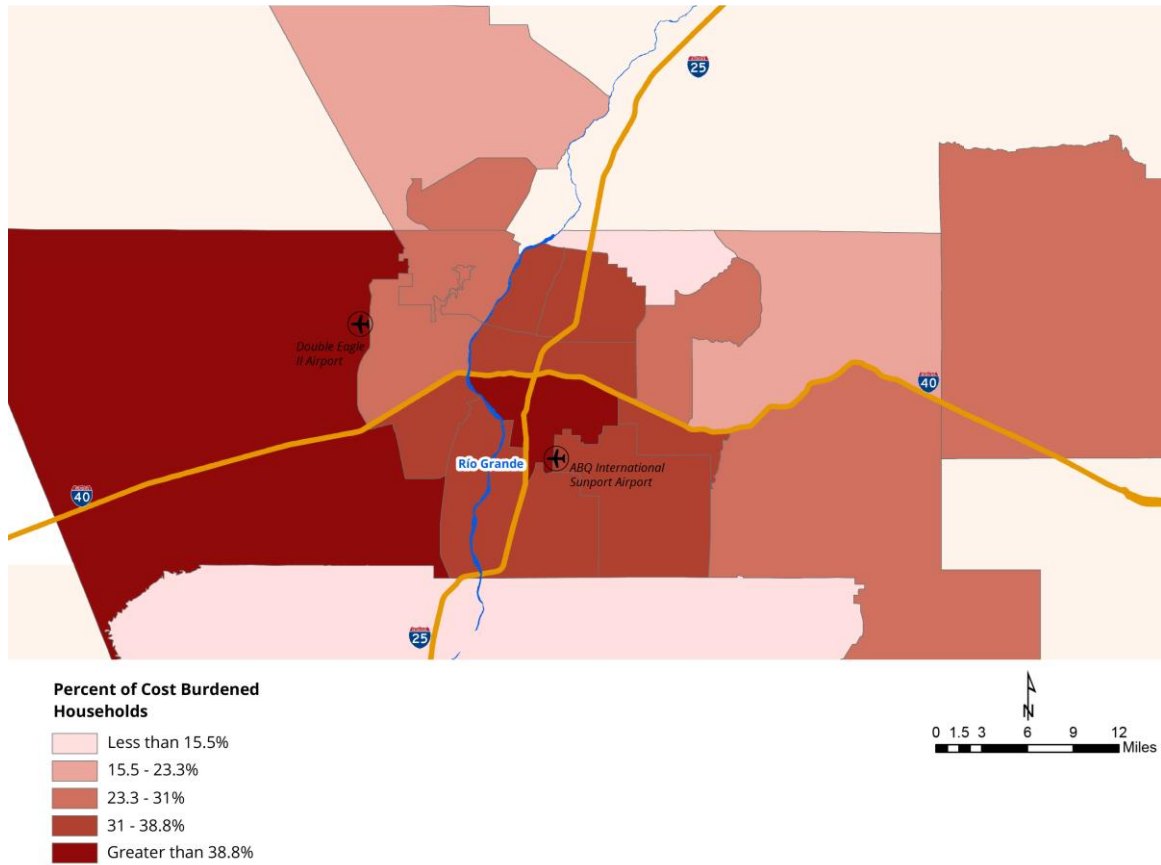 25
Double Eagle
II Airport
40
Río Grande
ABQ International
Sunport Airport
40
25
Percent of Cost Burdened
Households
Less than 15.5%
15.5 - 23.3%
23.3 - 31%
31 - 38.8%
Greater than 38.8%
N
0 1.5 3 6 9 12
Miles